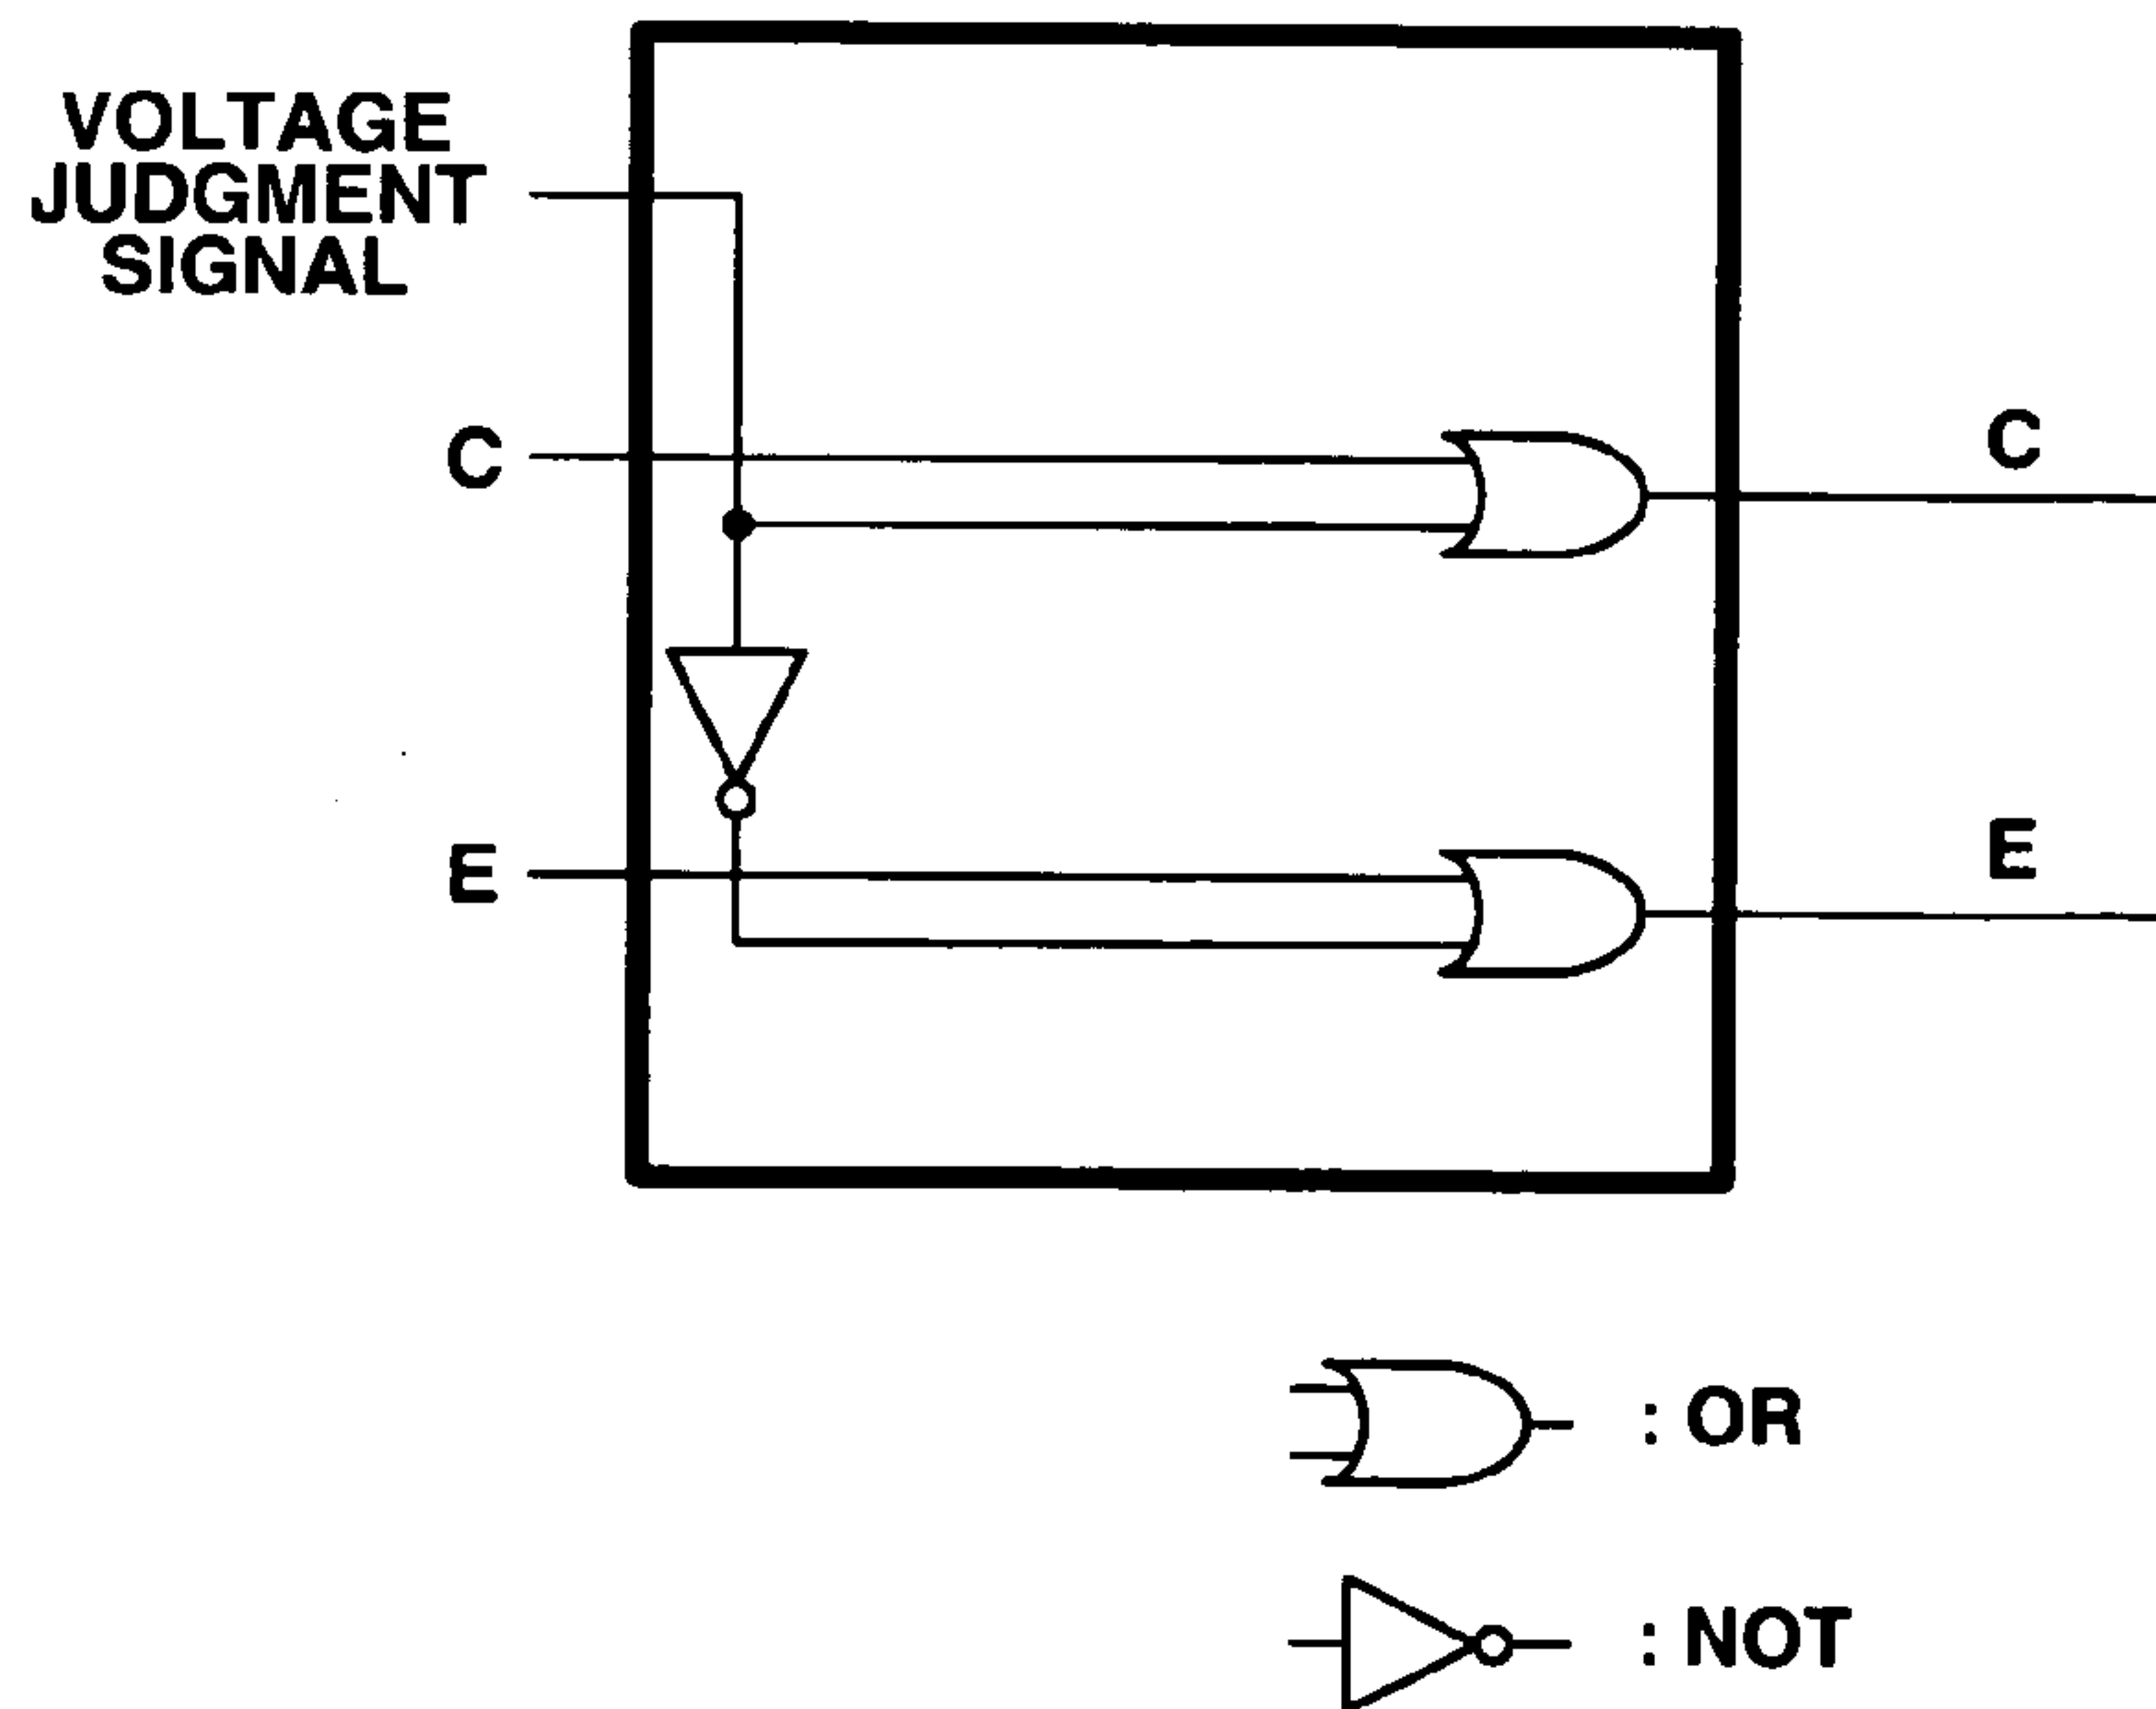 VOLTAGE
JUDGMENT
SIGNAL
C
C
E
E
: OR
: NOT